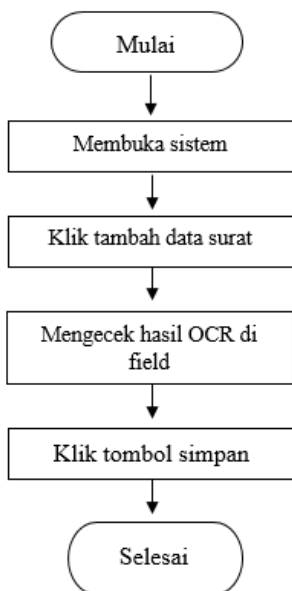 Mulai
Membuka sistem
Klik tambah data surat
Mengecek hasil OCR di
field
Klik tombol simpan
Selesai